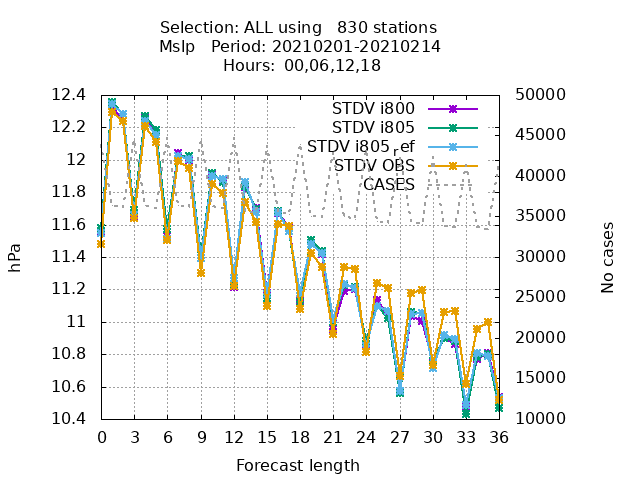 Selection: ALL using   830 stations
Mslp   Period: 20210201-20210214
Hours: 00,06,12,18
STDV i800
STDV i805
STDV i805ref
STDV OBS
CASES
hPa
12.4
12.2
12
11.8
11.6
11.4
11.2
11
10.8
10.6
10.4
No cases
50000
45000
40000
35000
30000
25000
20000
15000
10000
0 3 6 9 12 15 18 21 24 27 30 33 36
Forecast length